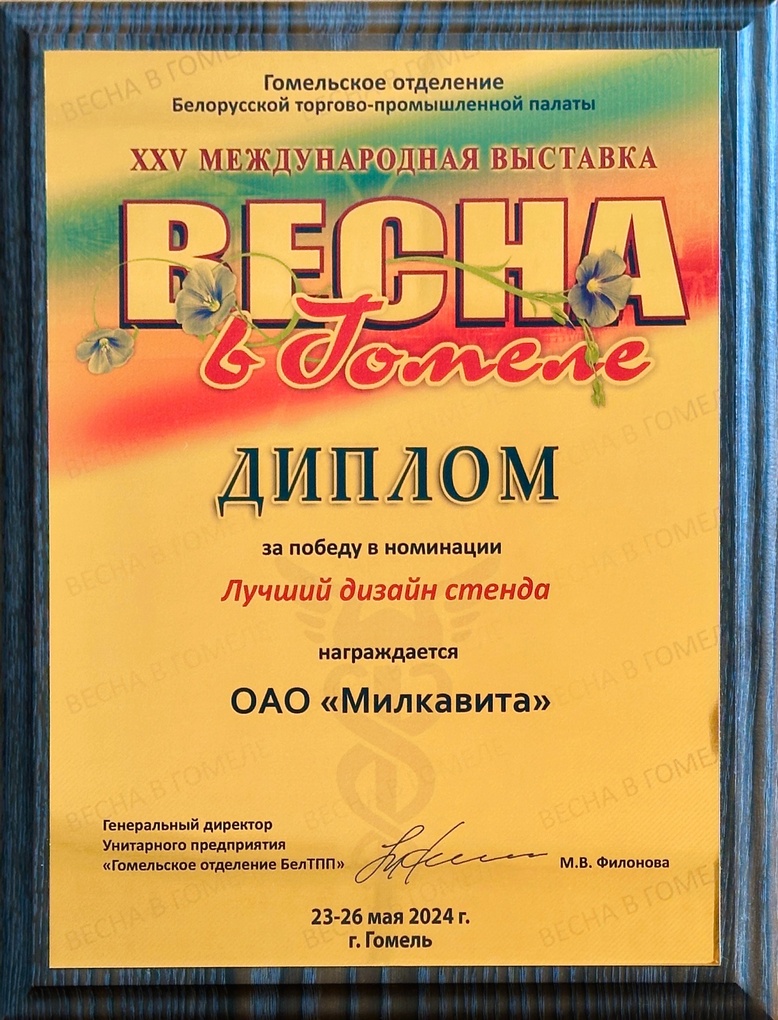 Гомельское отделение
Белорусской торгово-промышленной палаты
XXV МЕЖДУНАРОДНАЯ ВЫСТАВКА
ВЕСНА
в Гомеле
ДИПЛОМ
за победу в номинации
Лучший дизайн стенда
награждается
ОАО «Милкавита»
Генеральный директор
Унитарного предприятия
«Гомельское отделение БелТПП»
М.В. Филонова
23-26 мая 2024 г.
г. Гомель